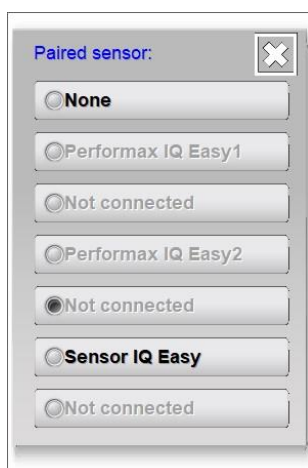 Paired sensor:
None
Performax IQ Easy1
Not connected
Performax IQ Easy2
Not connected
Sensor IQ Easy
Not connected